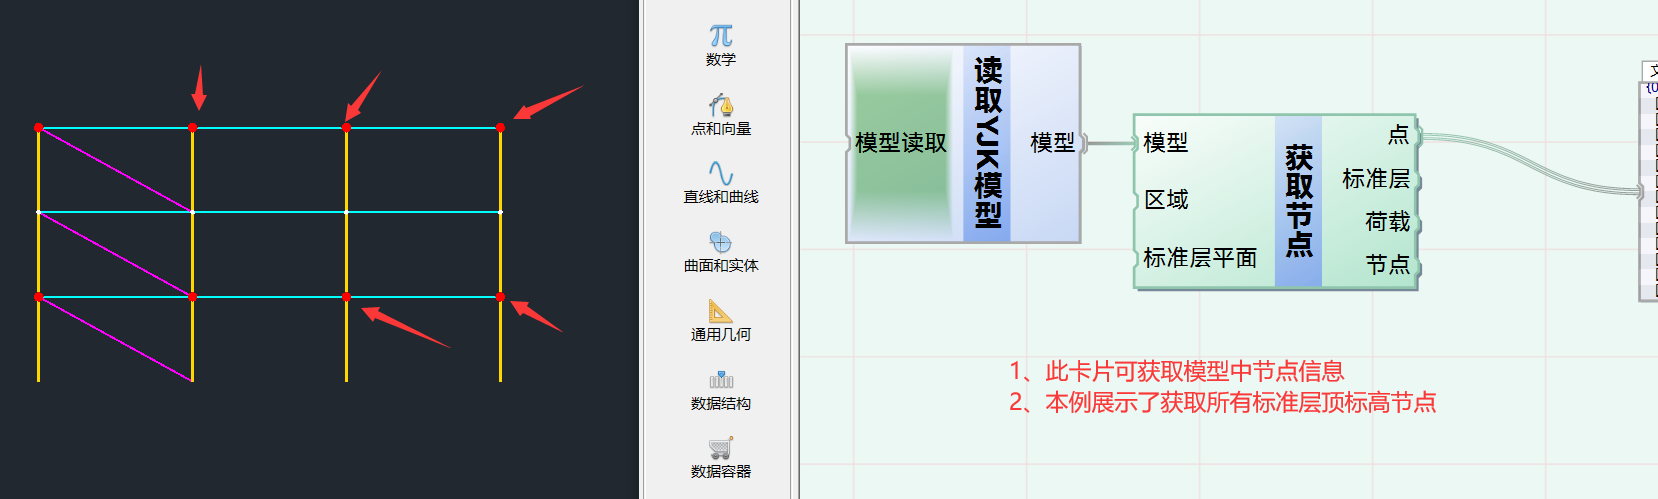 数学
点和向量
直线和曲线
曲面和实体
通用几何
数据结构
数据容器
模型读取
读取YJK模型
模型
模型
区域
标准层平面
获取节点
点
标准层
荷载
节点
1、此卡片可获取模型中节点信息
2、本例展示了获取所有标准层顶标高节点